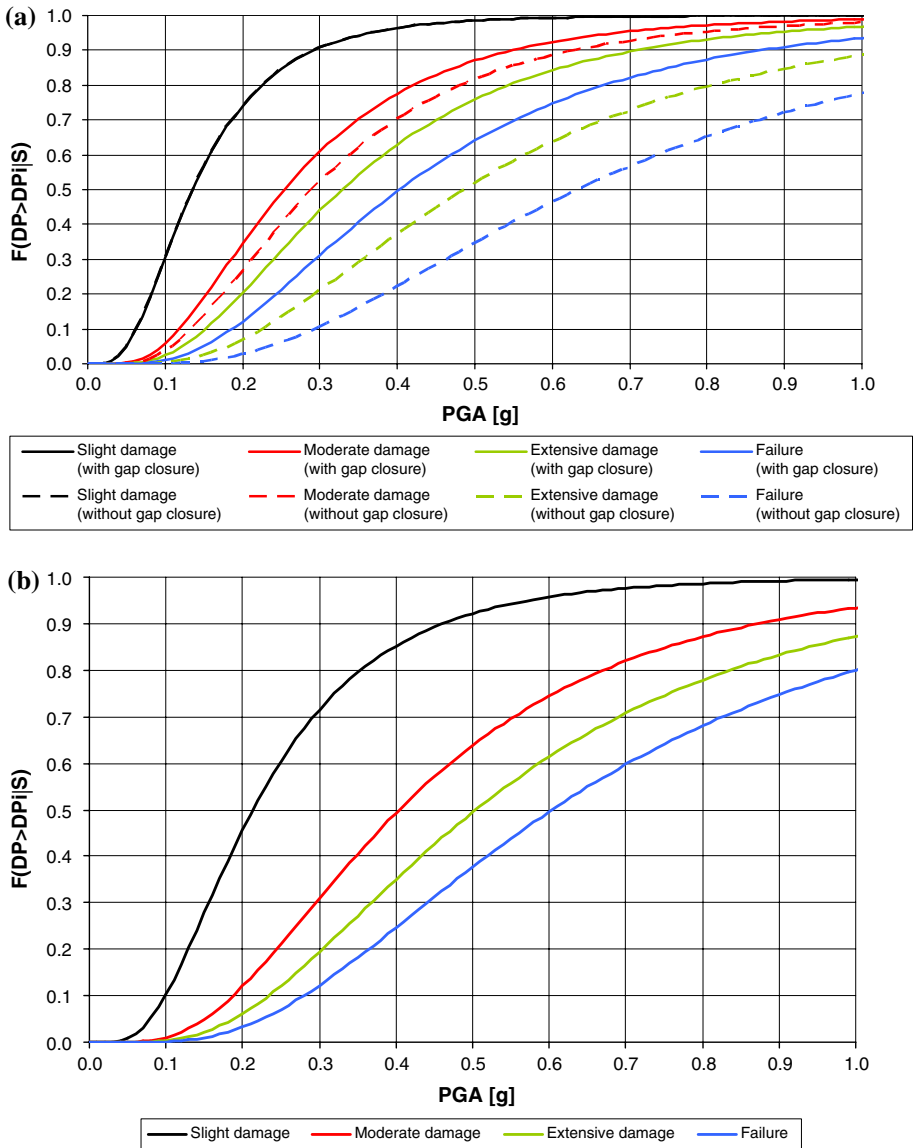 (a)
1.0
0.9
0.8
0.7
0.6
0.5
0.4
0.3
0.2
0.1
0.0
F(DP>DPi|S)
0.0 0.1 0.2 0.3 0.4 0.5 0.6 0.7 0.8 0.9 1.0
PGA [g]
Slight damage (with gap closure)
Moderate damage (with gap closure)
Extensive damage (with gap closure)
Failure (with gap closure)
Slight damage (without gap closure)
Moderate damage (without gap closure)
Extensive damage (without gap closure)
Failure (without gap closure)
(b)
1.0
0.9
0.8
0.7
0.6
0.5
0.4
0.3
0.2
0.1
0.0
F(DP>DPi|S)
0.0 0.1 0.2 0.3 0.4 0.5 0.6 0.7 0.8 0.9 1.0
PGA [g]
Slight damage Moderate damage Extensive damage Failure